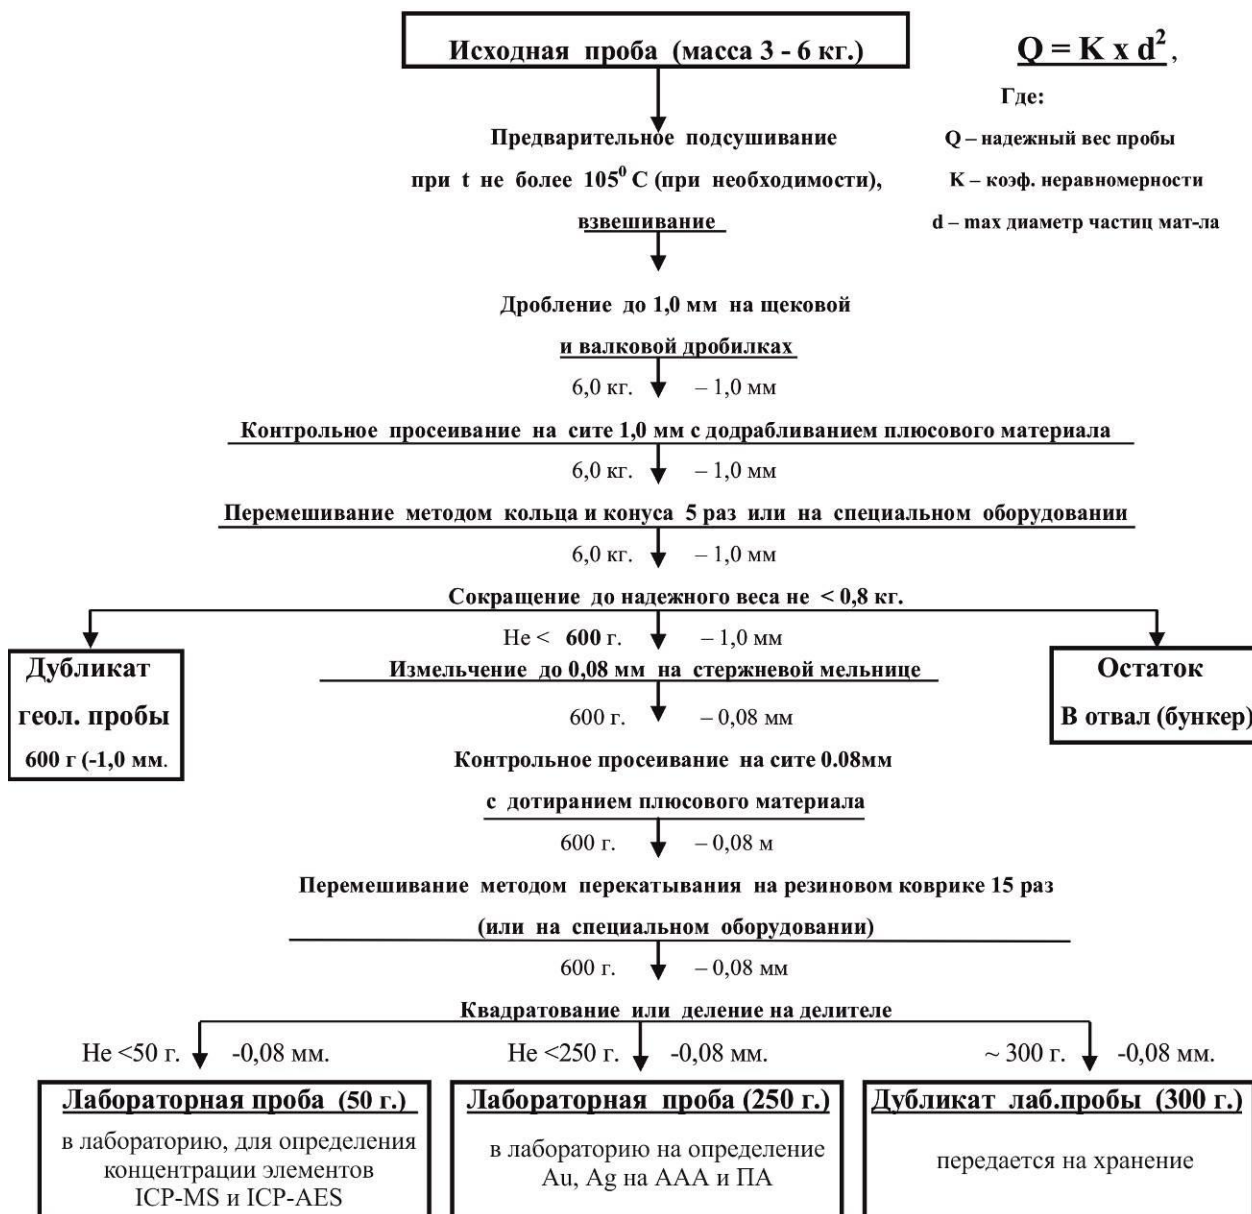 Исходная проба (масса 3 - 6 кг.)
Q = K x d²,
Где:
Q – надежный вес пробы
K – коэф. неравномерности
d – max диаметр частиц мат-ла
Предварительное подсушивание
при t не более 105⁰ С (при необходимости),
взвешивание
Дробление до 1,0 мм на щековой
и валковой дробилках
6,0 кг. – 1,0 мм
Контрольное просеивание на сите 1,0 мм с додрабливанием плюсового материала
6,0 кг. – 1,0 мм
Перемешивание методом кольца и конуса 5 раз или на специальном оборудовании
6,0 кг. – 1,0 мм
Сокращение до надежного веса не < 0,8 кг.
Не < 600 г. – 1,0 мм
Дубликат
геол. пробы
600 г (-1,0 мм.
Измельчение до 0,08 мм на стержневой мельнице
Остаток
В отвал (бункер)
600 г. – 0,08 мм
Контрольное просеивание на сите 0.08мм
с дотиранием плюсового материала
600 г. – 0,08 м
Перемешивание методом перекатывания на резиновом коврике 15 раз
(или на специальном оборудовании)
600 г. – 0,08 мм
Квадратование или деление на делителе
Не <50 г. -0,08 мм.
Не <250 г. -0,08 мм.
~ 300 г. -0,08 мм.
Лабораторная проба (50 г.)
в лабораторию, для определения
концентрации элементов
ICP-MS и ICP-AES
Лабораторная проба (250 г.)
в лабораторию на определение
Au, Ag на ААА и ПА
Дубликат лаб.пробы (300 г.)
передается на хранение